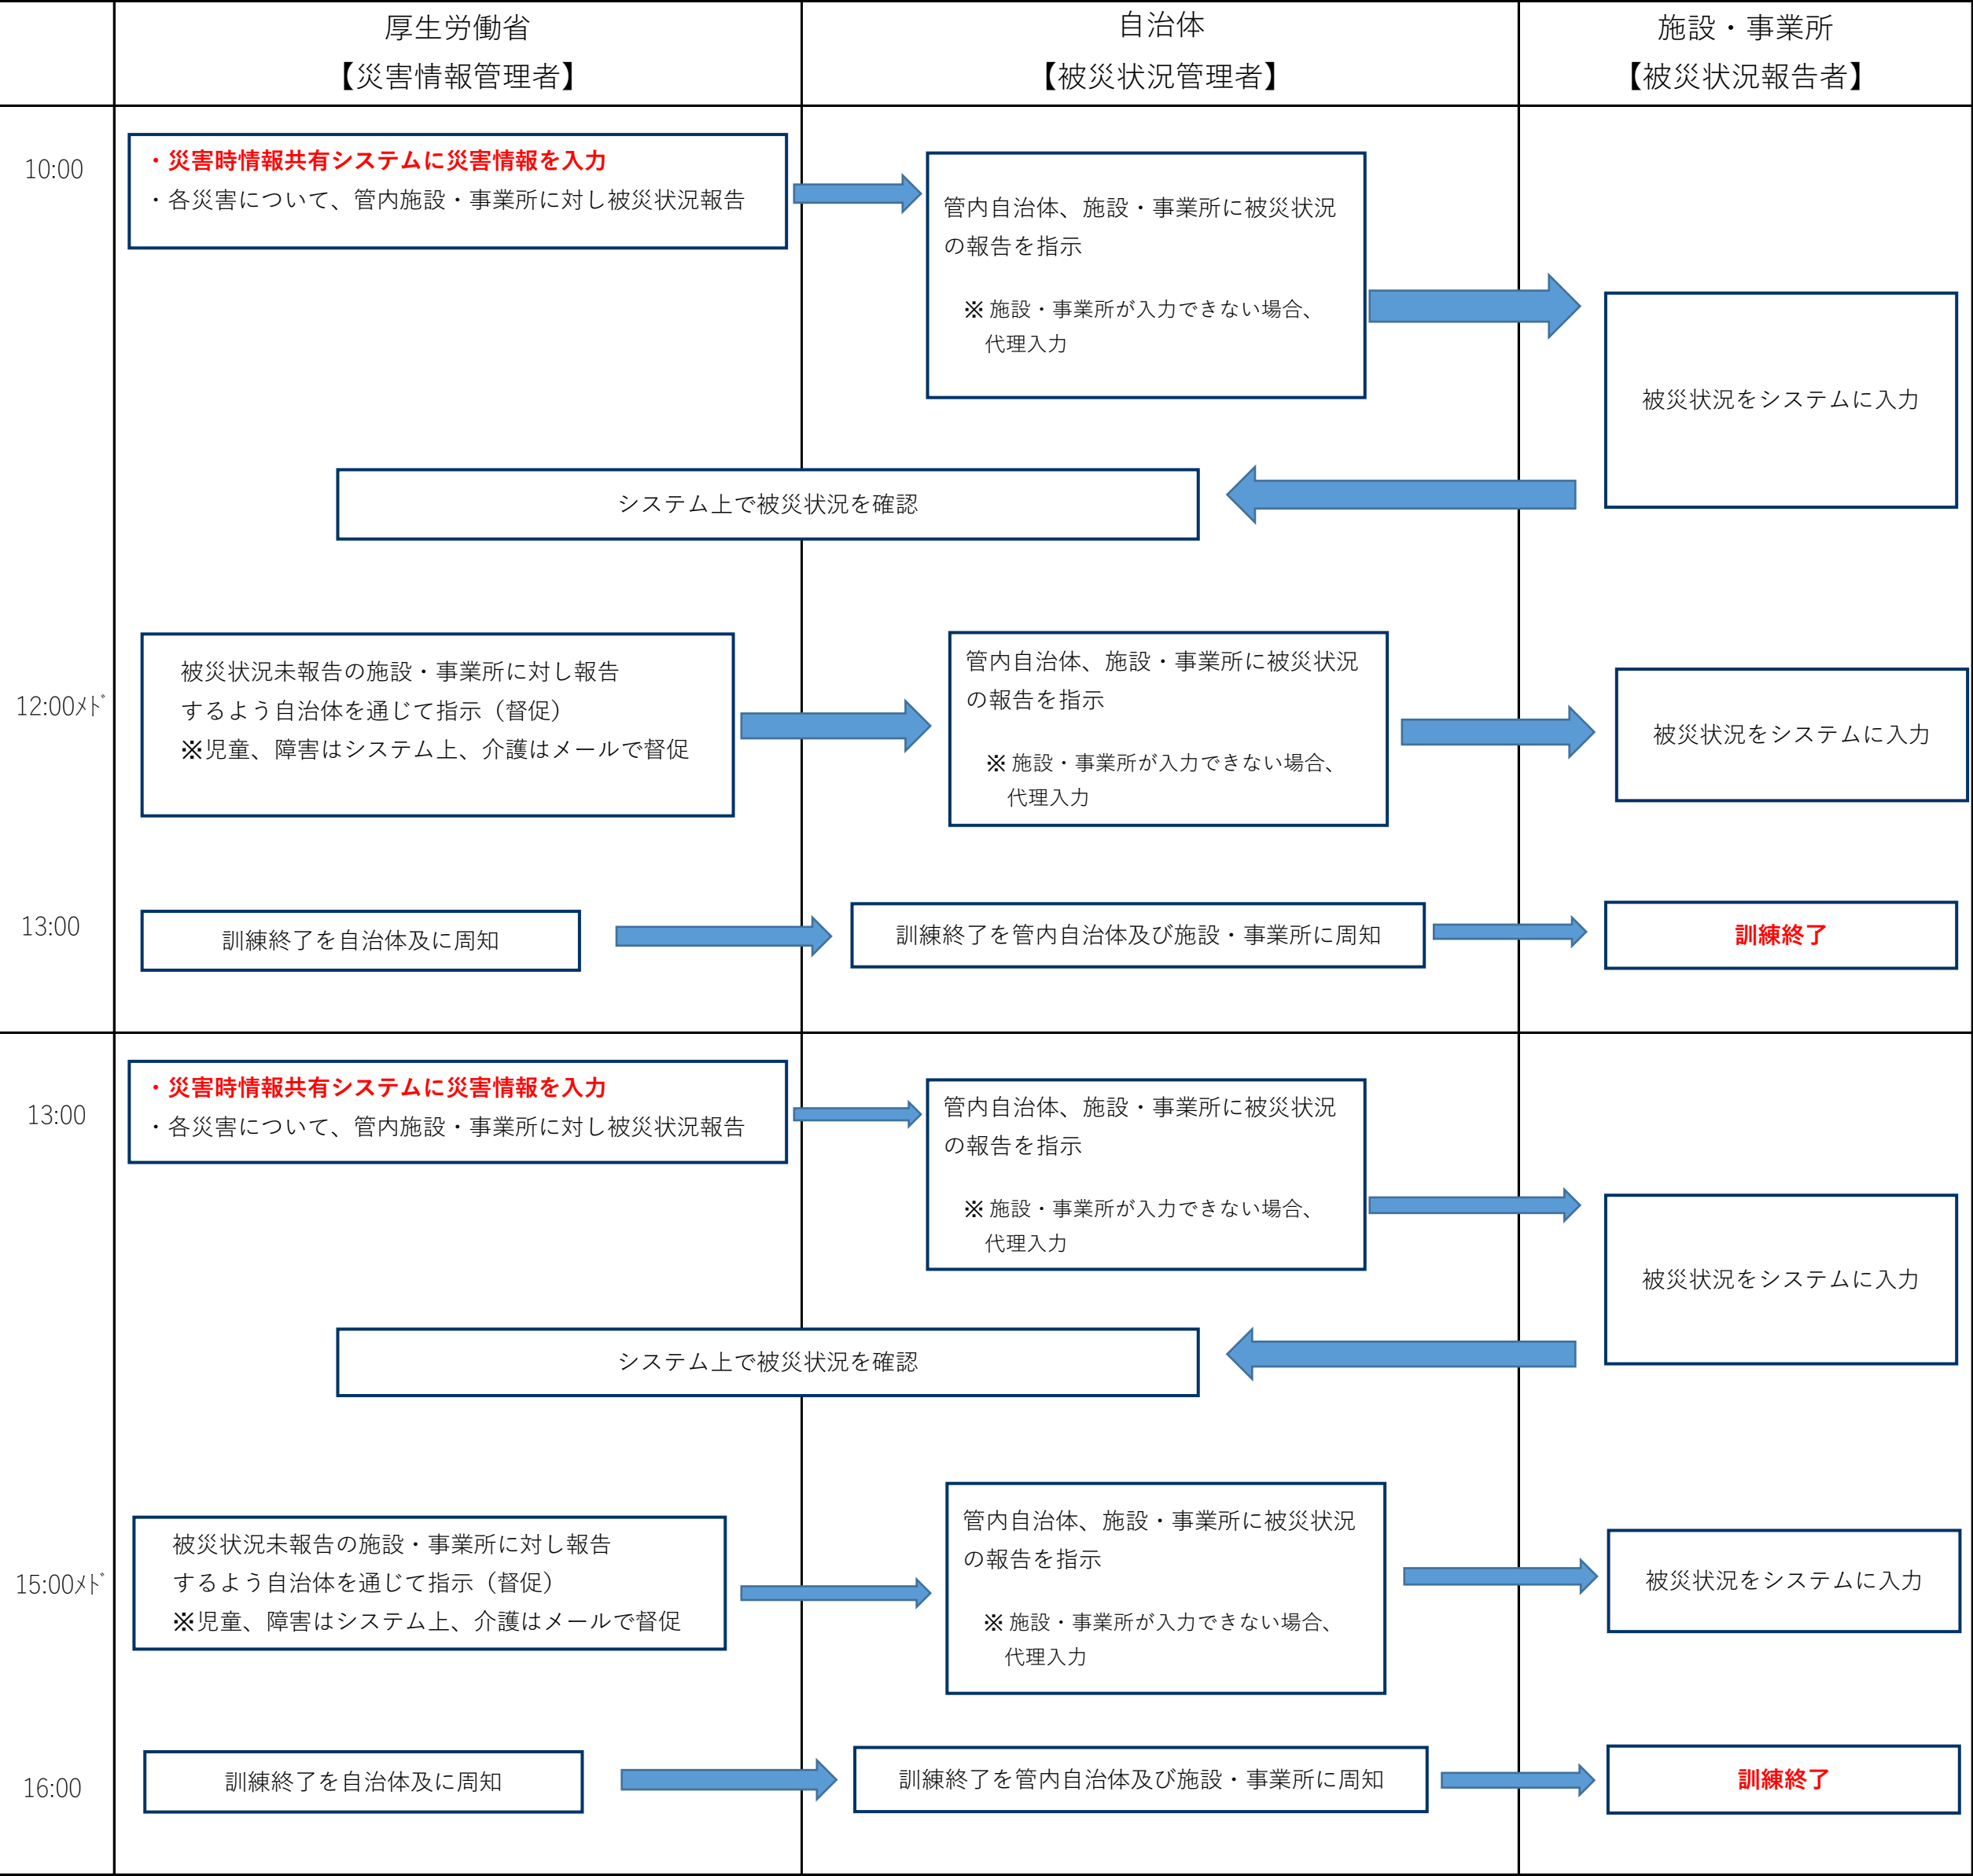 厚生労働省
【災害情報管理者】
自治体
【被災状況管理者】
施設・事業所
【被災状況報告者】
10:00
・災害時情報共有システムに災害情報を入力
・各災害について、管内施設・事業所に対し被災状況報告
管内自治体、施設・事業所に被災状況
の報告を指示
※ 施設・事業所が入力できない場合、
代理入力
被災状況をシステムに入力
システム上で被災状況を確認
12:00ﾒﾄﾞ
被災状況未報告の施設・事業所に対し報告
するよう自治体を通じて指示（督促）
※児童、障害はシステム上、介護はメールで督促
管内自治体、施設・事業所に被災状況
の報告を指示
※ 施設・事業所が入力できない場合、
代理入力
被災状況をシステムに入力
13:00
訓練終了を自治体及に周知
訓練終了を管内自治体及び施設・事業所に周知
訓練終了
13:00
・災害時情報共有システムに災害情報を入力
・各災害について、管内施設・事業所に対し被災状況報告
管内自治体、施設・事業所に被災状況
の報告を指示
※ 施設・事業所が入力できない場合、
代理入力
被災状況をシステムに入力
システム上で被災状況を確認
15:00ﾒﾄﾞ
被災状況未報告の施設・事業所に対し報告
するよう自治体を通じて指示（督促）
※児童、障害はシステム上、介護はメールで督促
管内自治体、施設・事業所に被災状況
の報告を指示
※ 施設・事業所が入力できない場合、
代理入力
被災状況をシステムに入力
16:00
訓練終了を自治体及に周知
訓練終了を管内自治体及び施設・事業所に周知
訓練終了